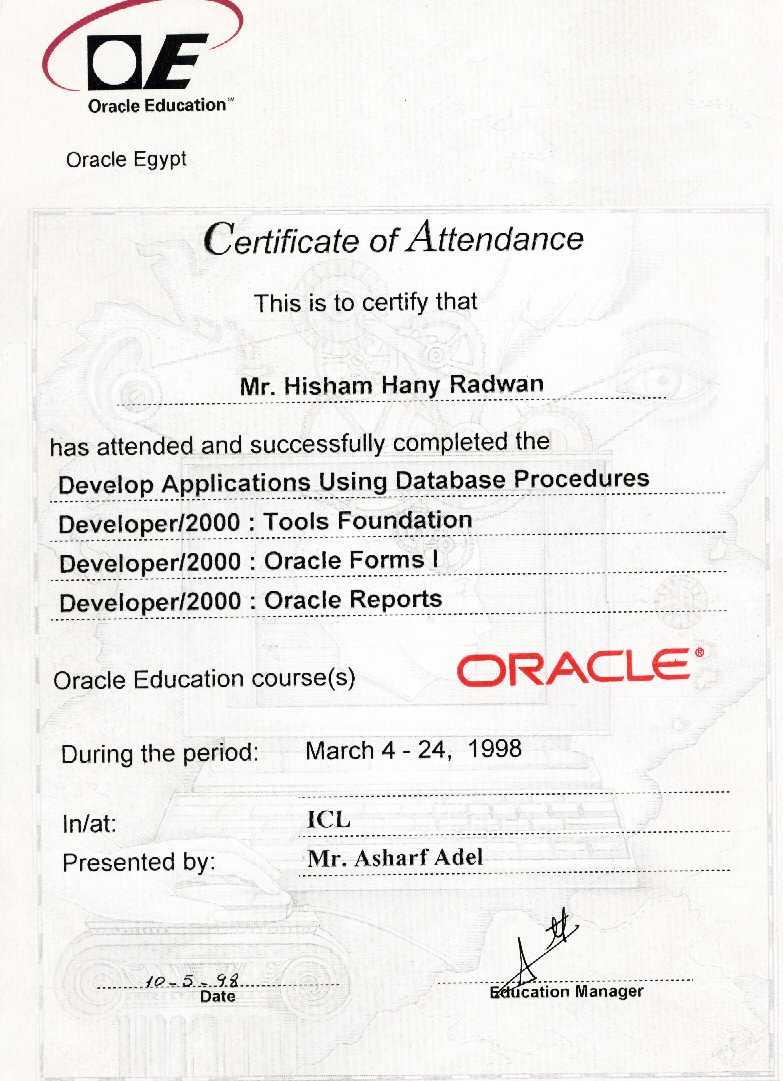 OE
Oracle Education℠
Oracle Egypt
Certificate of Attendance
This is to certify that
Mr. Hisham Hany Radwan
has attended and successfully completed the
Develop Applications Using Database Procedures
Developer/2000 : Tools Foundation
Developer/2000 : Oracle Forms I
Developer/2000 : Oracle Reports
Oracle Education course(s) ORACLE®
During the period: March 4 - 24, 1998
In/at: ICL
Presented by: Mr. Asharf Adel
10-5-98
Date Education Manager